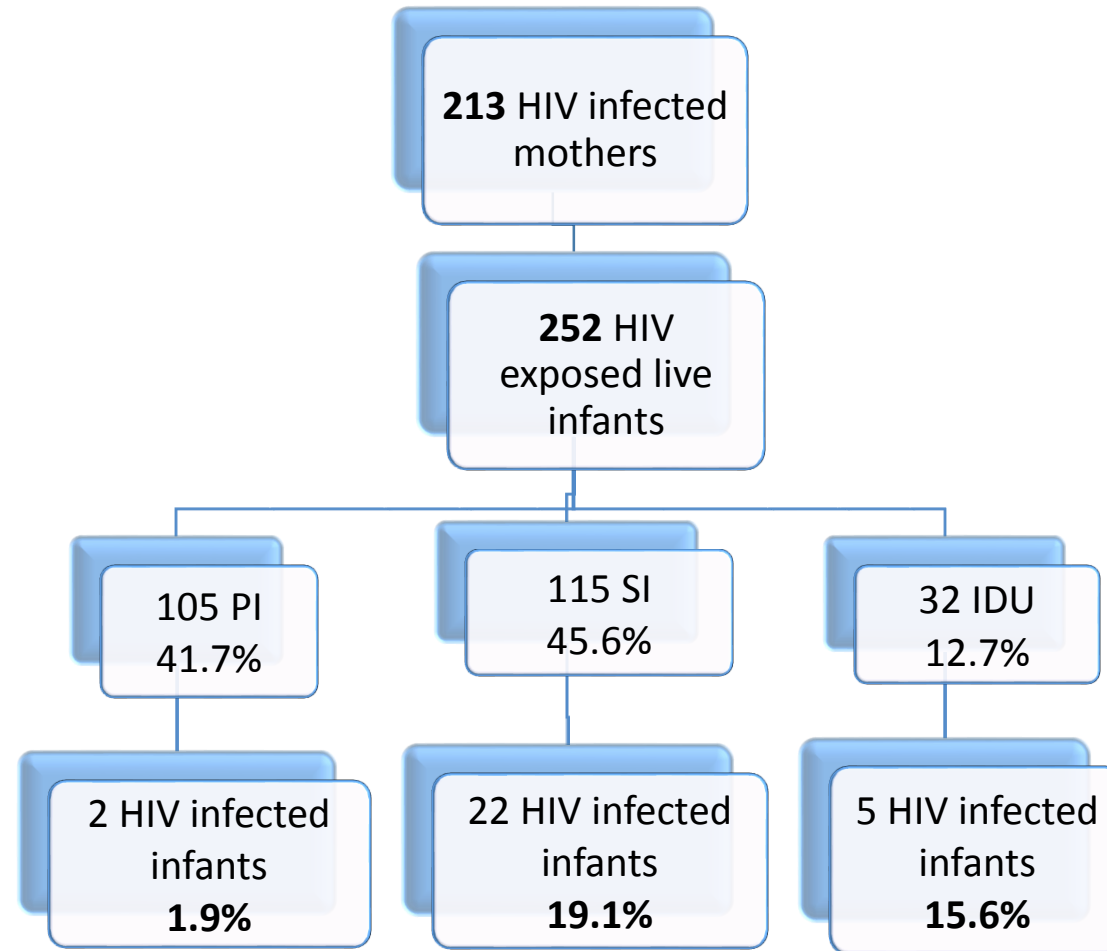 213 HIV infected
mothers
252 HIV
exposed live
infants
105 PI
41.7%
115 SI
45.6%
32 IDU
12.7%
2 HIV infected
infants
1.9%
22 HIV infected
infants
19.1%
5 HIV infected
infants
15.6%